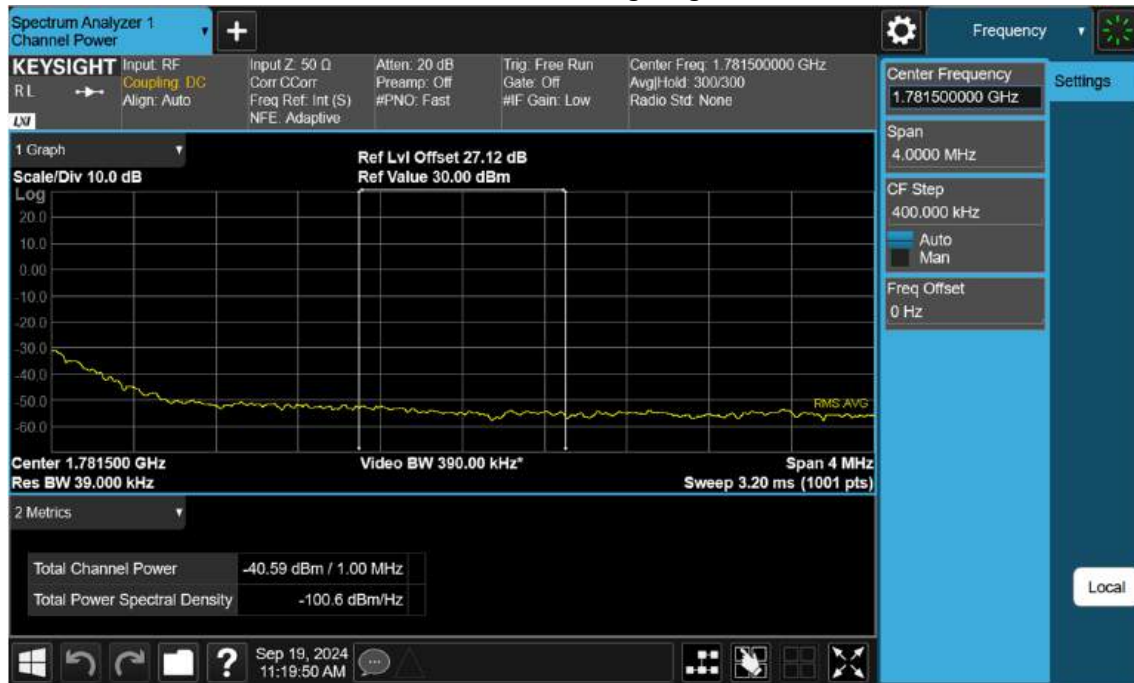 Spectrum Analyzer 1
Channel Power
+
Frequency
KEYSIGHT
RL
LXI
Input: RF
Coupling: DC
Align: Auto
Input Z: 50 Ω
Corr CCorr
Freq Ref: Int (S)
NFE: Adaptive
Atten: 20 dB
Preamp: Off
#PNO: Fast
Trig: Free Run
Gate: Off
#IF Gain: Low
Center Freq: 1.781500000 GHz
Avg|Hold: 300/300
Radio Std: None
Center Frequency
1.781500000 GHz
Settings
Span
4.0000 MHz
CF Step
400.000 kHz
Auto
Man
Freq Offset
0 Hz
Local
1 Graph
Scale/Div 10.0 dB
Ref Lvl Offset 27.12 dB
Ref Value 30.00 dBm
Log
20.0
10.0
0.00
-10.0
-20.0
-30.0
-40.0
-50.0
-60.0
RMS AVG
Center 1.781500 GHz
Res BW 39.000 kHz
Video BW 390.00 kHz*
Span 4 MHz
Sweep 3.20 ms (1001 pts)
2 Metrics
Total Channel Power -40.59 dBm / 1.00 MHz
Total Power Spectral Density -100.6 dBm/Hz
?
Sep 19, 2024
11:19:50 AM